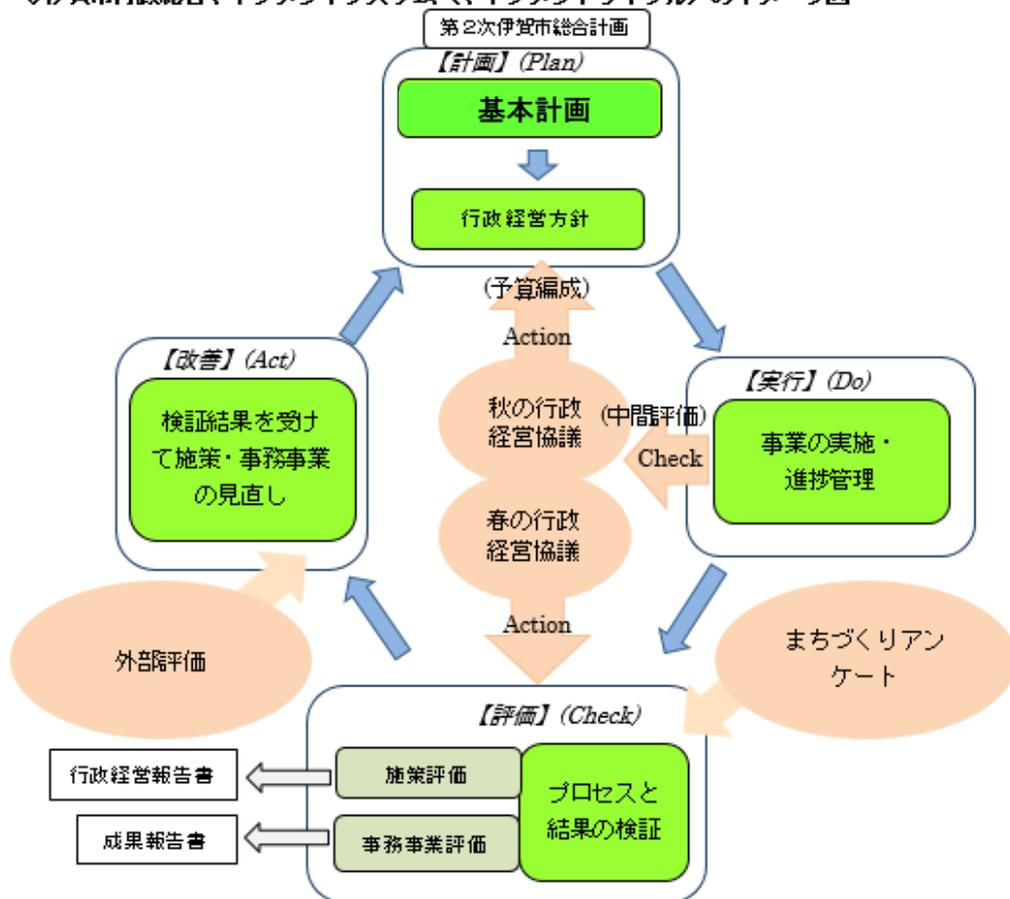 第2次伊賀市総合計画
【計画】(Plan)
基本計画
行政経営方針
(予算編成)
Action
【改善】(Act)
検証結果を受け
て施策・事務事業
の見直し
秋の行政
経営協議
(中間評価)
Check
【実行】(Do)
事業の実施・
進捗管理
春の行政
経営協議
Action
外部評価
まちづくりアン
ケート
【評価】(Check)
行政経営報告書
施策評価
プロセスと
結果の検証
成果報告書
事務事業評価